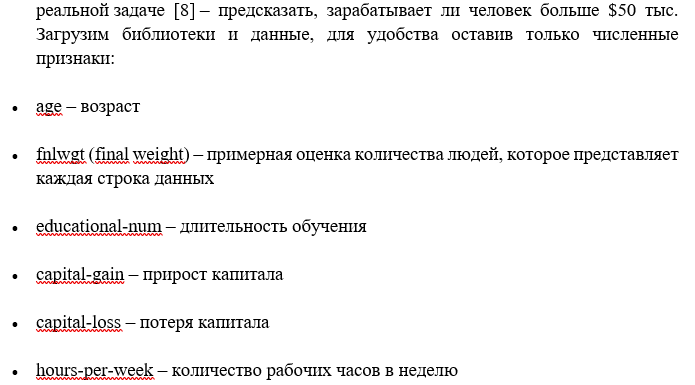 реальной задаче [8] – предсказать, зарабатывает ли человек больше $50 тыс.
Загрузим библиотеки и данные, для удобства оставив только численные
признаки:
• age – возраст
• fnlwgt (final weight) – примерная оценка количества людей, которое представляет
каждая строка данных
• educational-num – длительность обучения
• capital-gain – прирост капитала
• capital-loss – потеря капитала
• hours-per-week – количество рабочих часов в неделю